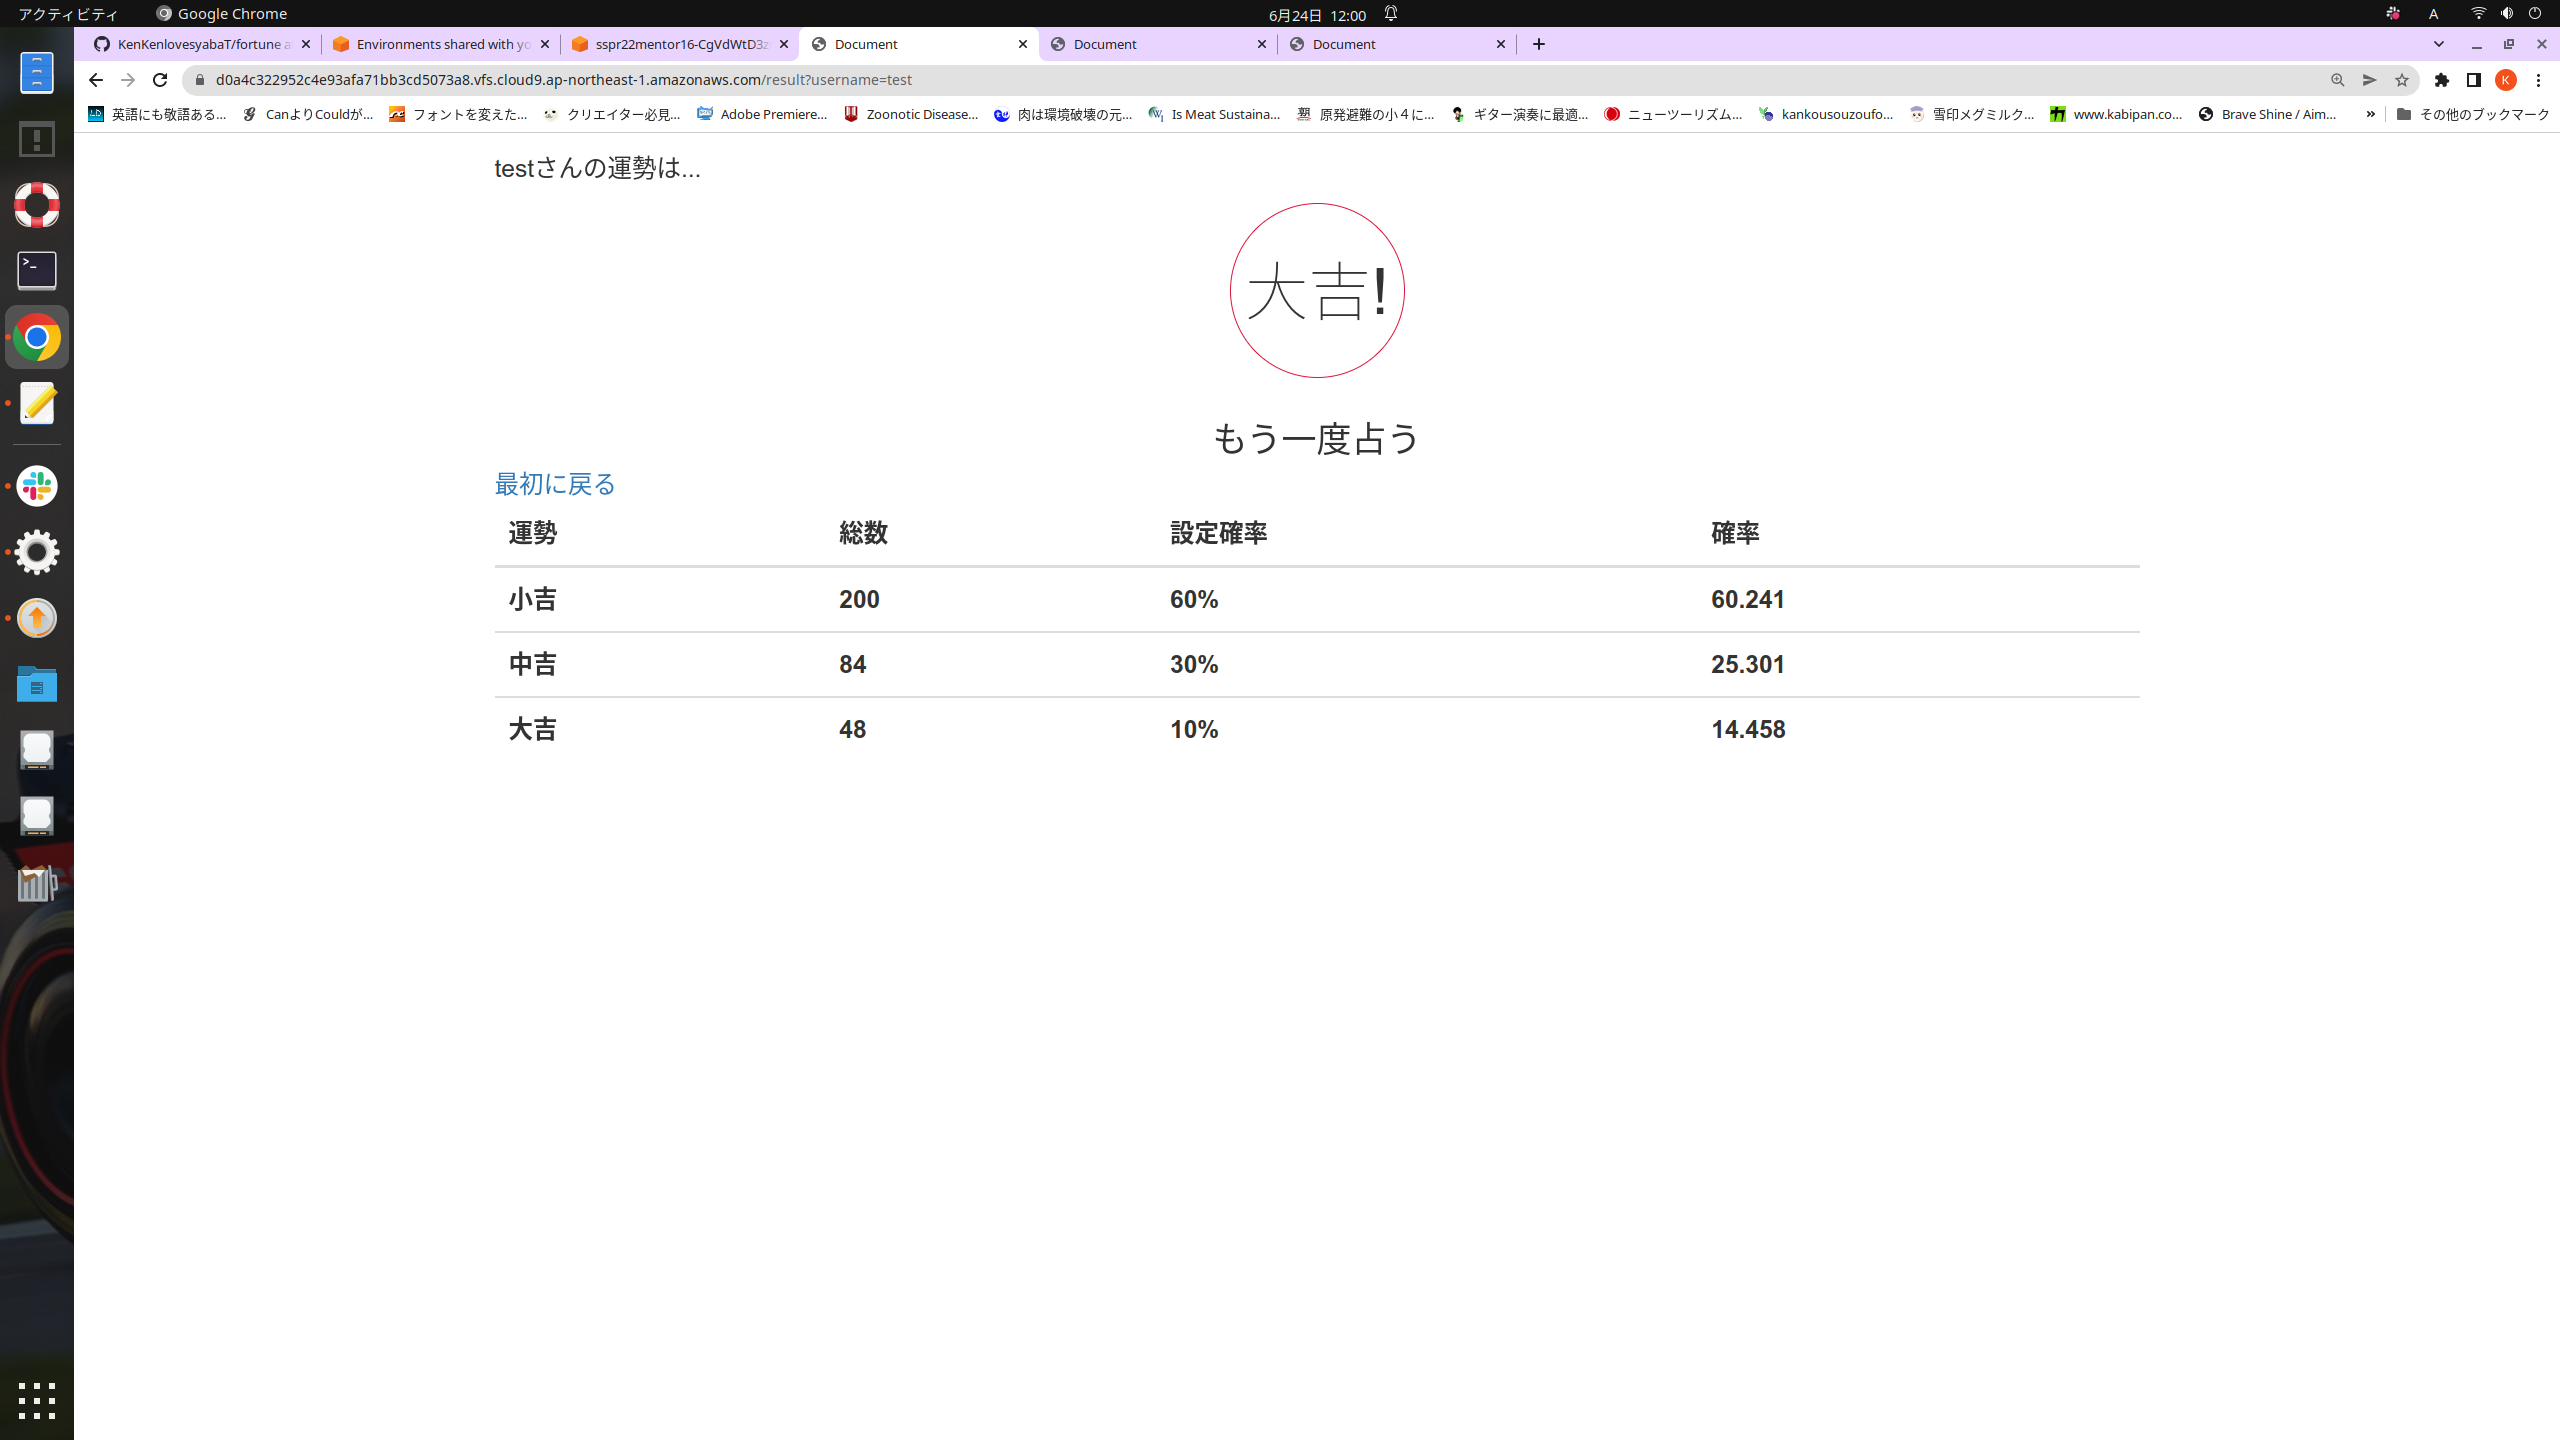 アクティビティ
Google Chrome
6月24日 12:00
A
KenKenlovesyabaT/fortune a
Environments shared with yo
sspr22mentor16-CgVdWtD3z
Document
Document
Document
d0a4c322952c4e93afa71bb3cd5073a8.vfs.cloud9.ap-northeast-1.amazonaws.com/result?username=test
K
英語にも敬語ある...
CanよりCouldが...
フォントを変えた...
クリエイター必見...
Adobe Premiere...
Zoonotic Disease...
肉は環境破壊の元...
Is Meat Sustaina...
原発避難の小４に...
ギター演奏に最適...
ニューツーリズム...
kankousouzoufo...
雪印メグミルク...
www.kabipan.co...
Brave Shine / Aim...
»
その他のブックマーク
testさんの運勢は...
大吉!
もう一度占う
最初に戻る
運勢 総数 設定確率 確率
小吉 200 60% 60.241
中吉 84 30% 25.301
大吉 48 10% 14.458